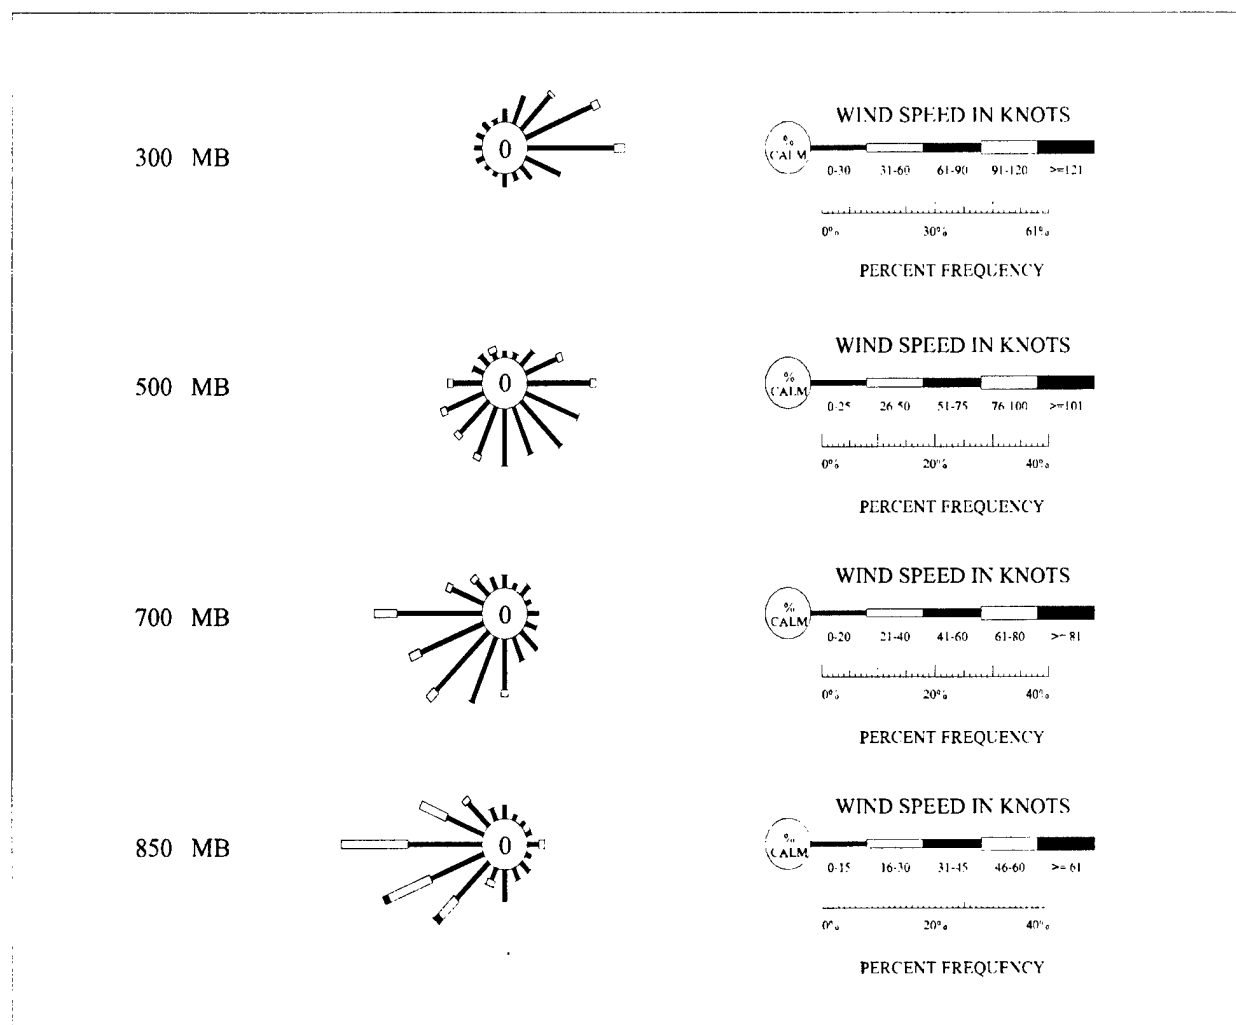 WIND SPEED IN KNOTS
300 MB
0
% CALM
0-30 31-60 61-90 91-120 >=121
0% 30% 61%
PERCENT FREQUENCY
WIND SPEED IN KNOTS
500 MB
0
% CALM
0-25 26-50 51-75 76-100 >=101
0% 20% 40%
PERCENT FREQUENCY
WIND SPEED IN KNOTS
700 MB
0
% CALM
0-20 21-40 41-60 61-80 >= 81
0% 20% 40%
PERCENT FREQUENCY
WIND SPEED IN KNOTS
850 MB
0
% CALM
0-15 16-30 31-45 46-60 >= 61
0% 20% 40%
PERCENT FREQUENCY